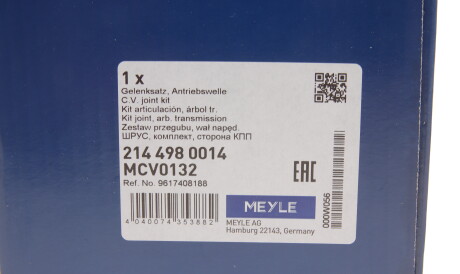 1 x
Gelenksatz, Antriebswelle
C.V. joint kit
Kit articulación, árbol tr.
Kit joint, arb. transmission
Zestaw przegubu, wał napęd.
ШРУС, комплект, сторона КПП
214 498 0014
MCV0132
Ref. No. 9617408188
4 040074 353882
MEYLE
MEYLE AG
Hamburg 22143, Germany
EAC
000W056